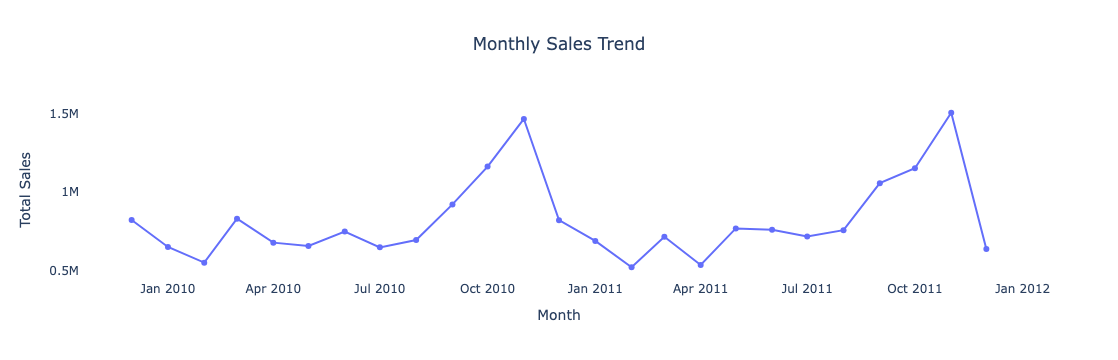 Monthly Sales Trend
1.5M
1M
0.5M
Total Sales
Jan 2010 Apr 2010 Jul 2010 Oct 2010 Jan 2011 Apr 2011 Jul 2011 Oct 2011 Jan 2012
Month